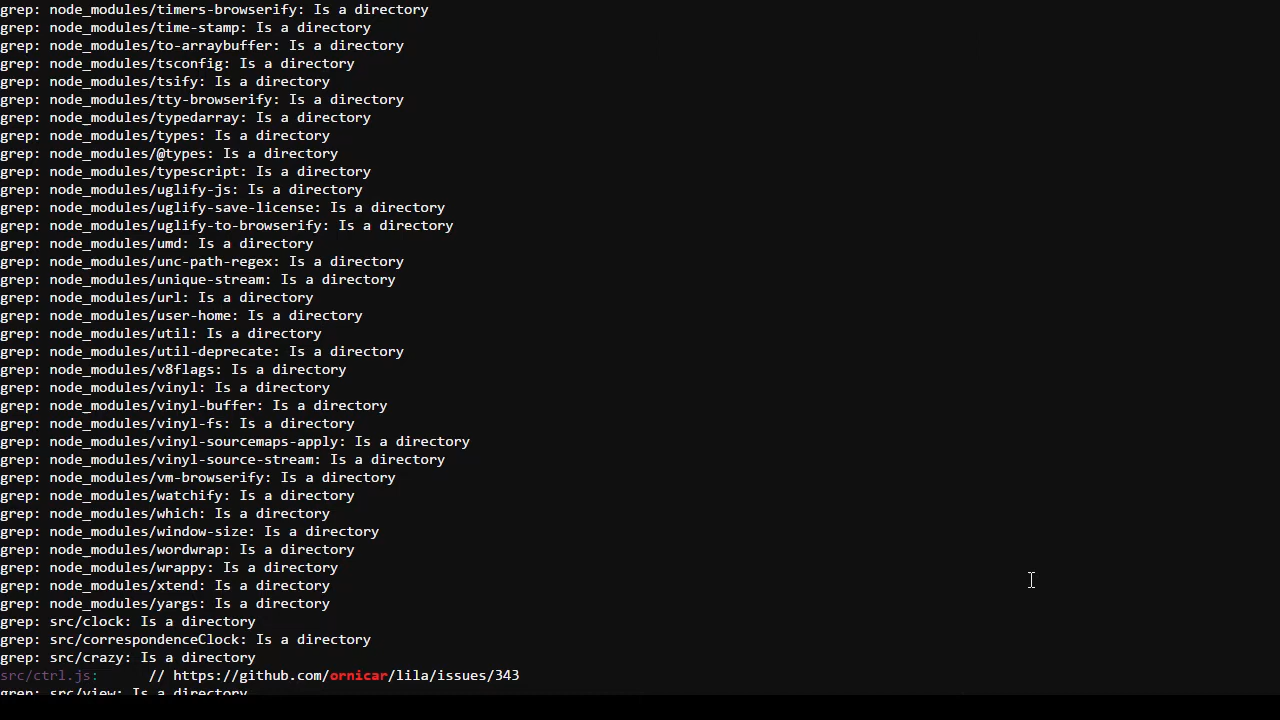 grep: node_modules/timers-browserify: Is a directory
grep: node_modules/time-stamp: Is a directory
grep: node_modules/to-arraybuffer: Is a directory
grep: node_modules/tsconfig: Is a directory
grep: node_modules/tsify: Is a directory
grep: node_modules/tty-browserify: Is a directory
grep: node_modules/typedarray: Is a directory
grep: node_modules/types: Is a directory
grep: node_modules/@types: Is a directory
grep: node_modules/typescript: Is a directory
grep: node_modules/uglify-js: Is a directory
grep: node_modules/uglify-save-license: Is a directory
grep: node_modules/uglify-to-browserify: Is a directory
grep: node_modules/umd: Is a directory
grep: node_modules/unc-path-regex: Is a directory
grep: node_modules/unique-stream: Is a directory
grep: node_modules/url: Is a directory
grep: node_modules/user-home: Is a directory
grep: node_modules/util: Is a directory
grep: node_modules/util-deprecate: Is a directory
grep: node_modules/v8flags: Is a directory
grep: node_modules/vinyl: Is a directory
grep: node_modules/vinyl-buffer: Is a directory
grep: node_modules/vinyl-fs: Is a directory
grep: node_modules/vinyl-sourcemaps-apply: Is a directory
grep: node_modules/vinyl-source-stream: Is a directory
grep: node_modules/vm-browserify: Is a directory
grep: node_modules/watchify: Is a directory
grep: node_modules/which: Is a directory
grep: node_modules/window-size: Is a directory
grep: node_modules/wordwrap: Is a directory
grep: node_modules/wrappy: Is a directory
grep: node_modules/xtend: Is a directory
grep: node_modules/yargs: Is a directory
grep: src/clock: Is a directory
grep: src/correspondenceClock: Is a directory
grep: src/crazy: Is a directory
src/ctrl.js:      // https://github.com/ornicar/lila/issues/343
grep: src/view: Is a directory